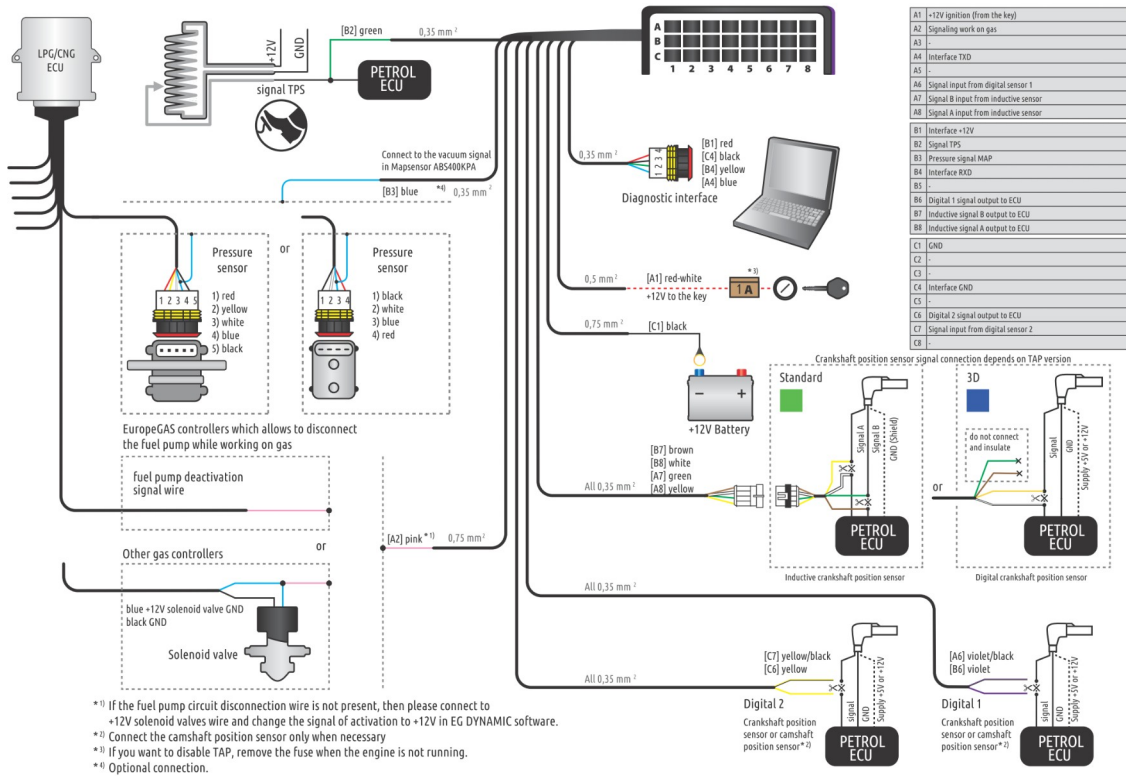 LPG/CNG
ECU
+12V
GND
signal TPS
[B2] green
0,35 mm²
PETROL
ECU
A
B
C
1 2 3 4 5 6 7 8
A1 +12V ignition (from the key)
A2 Signaling work on gas
A3 -
A4 Interface TXD
A5 -
A6 Signal input from digital sensor 1
A7 Signal B input from inductive sensor
A8 Signal A input from inductive sensor
B1 Interface +12V
B2 Signal TPS
B3 Pressure signal MAP
B4 Interface RXD
B5 -
B6 Digital 1 signal output to ECU
B7 Inductive signal B output to ECU
B8 Inductive signal A output to ECU
C1 GND
C2 -
C3 -
C4 Interface GND
C5 -
C6 Digital 2 signal output to ECU
C7 Signal input from digital sensor 2
C8 -
Connect to the vacuum signal
in Mapsensor ABS400KPA
[B3] blue *4) 0,35 mm²
0,35 mm²
1 2 3 4
[B1] red
[C4] black
[B4] yellow
[A4] blue
Diagnostic interface
Pressure
sensor
1 2 3 4 5
1) red
2) yellow
3) white
4) blue
5) black
or
Pressure
sensor
1 2 3 4
1) black
2) white
3) blue
4) red
0,5 mm²
[A1] red-white
+12V to the key
*3)
1 A
0,75 mm²
[C1] black
- +
+12V Battery
EuropeGAS controllers which allows to disconnect
the fuel pump while working on gas
fuel pump deactivation
signal wire
or
Other gas controllers
blue +12V solenoid valve GND
black GND
Solenoid valve
[A2] pink *1) 0,75 mm²
Crankshaft position sensor signal connection depends on TAP version
Standard
Signal A
Signal B
GND (Shield)
[B7] brown
[B8] white
[A7] green
[A8] yellow
All 0,35 mm²
PETROL
ECU
Inductive crankshaft position sensor
or
3D
do not connect
and insulate
Signal
GND
Supply +5V or +12V
PETROL
ECU
Digital crankshaft position sensor
All 0,35 mm²
[C7] yellow/black
[C6] yellow
All 0,35 mm²
Digital 2
Crankshaft position
sensor or camshaft
position sensor*2)
signal
GND
Supply +5V or +12V
PETROL
ECU
[A6] violet/black
[B6] violet
Digital 1
Crankshaft position
sensor or camshaft
position sensor*2)
signal
GND
Supply +5V or +12V
PETROL
ECU
*1) If the fuel pump circuit disconnection wire is not present, then please connect to
+12V solenoid valves wire and change the signal of activation to +12V in EG DYNAMIC software.
*2) Connect the camshaft position sensor only when necessary
*3) If you want to disable TAP, remove the fuse when the engine is not running.
*4) Optional connection.